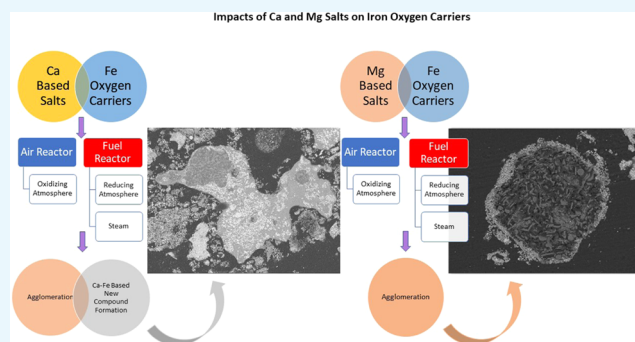 Impacts of Ca and Mg Salts on Iron Oxygen Carriers
Ca
Based
Salts
Fe
Oxygen
Carriers
Air Reactor
Fuel
Reactor
Oxidizing
Atmosphere
Reducing
Atmosphere
Steam
Agglomeration
Ca-Fe Based
New
Compound
Formation
Mg
Based
Salts
Fe
Oxygen
Carriers
Air Reactor
Fuel
Reactor
Oxidizing
Atmosphere
Reducing
Atmosphere
Steam
Agglomeration